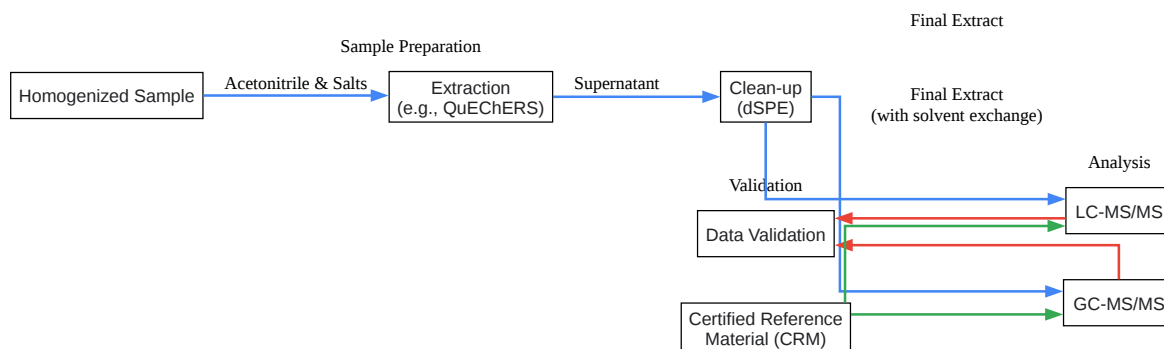 Final Extract
Sample Preparation
Homogenized Sample
Acetonitrile & Salts
Extraction
(e.g., QuEChERS)
Supernatant
Clean-up
(dSPE)
Final Extract
(with solvent exchange)
Analysis
Validation
LC-MS/MS
Data Validation
GC-MS/MS
Certified Reference
Material (CRM)